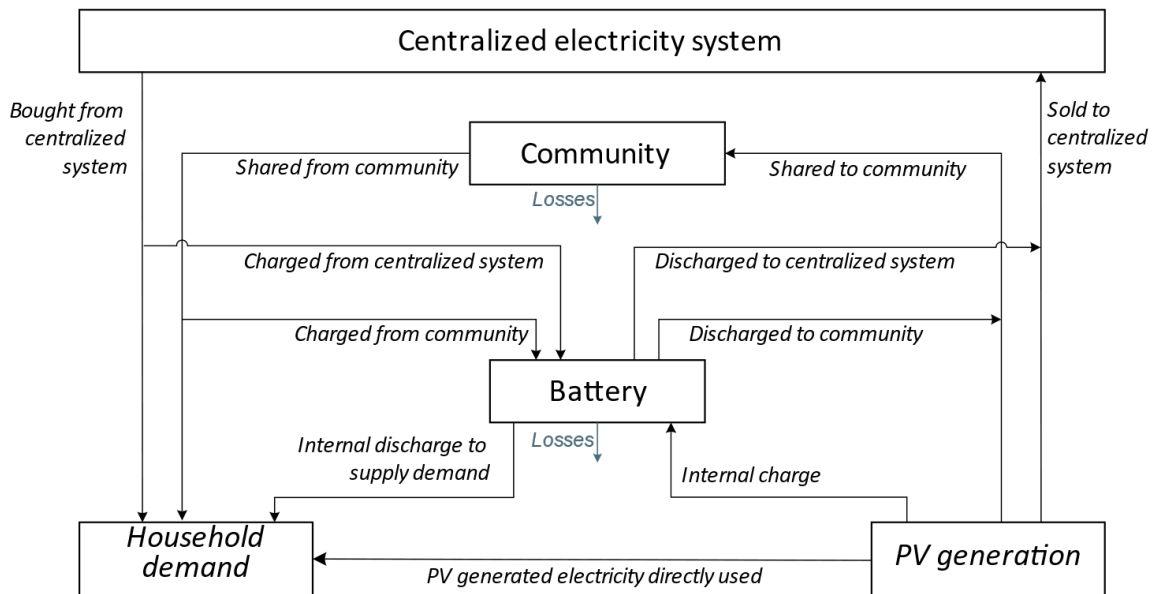 Centralized electricity system
Bought from
centralized
system
Sold to
centralized
system
Community
Shared from community
Shared to community
Losses
Charged from centralized system
Discharged to centralized system
Charged from community
Discharged to community
Battery
Internal discharge to
supply demand
Losses
Internal charge
Household
demand
PV generation
PV generated electricity directly used